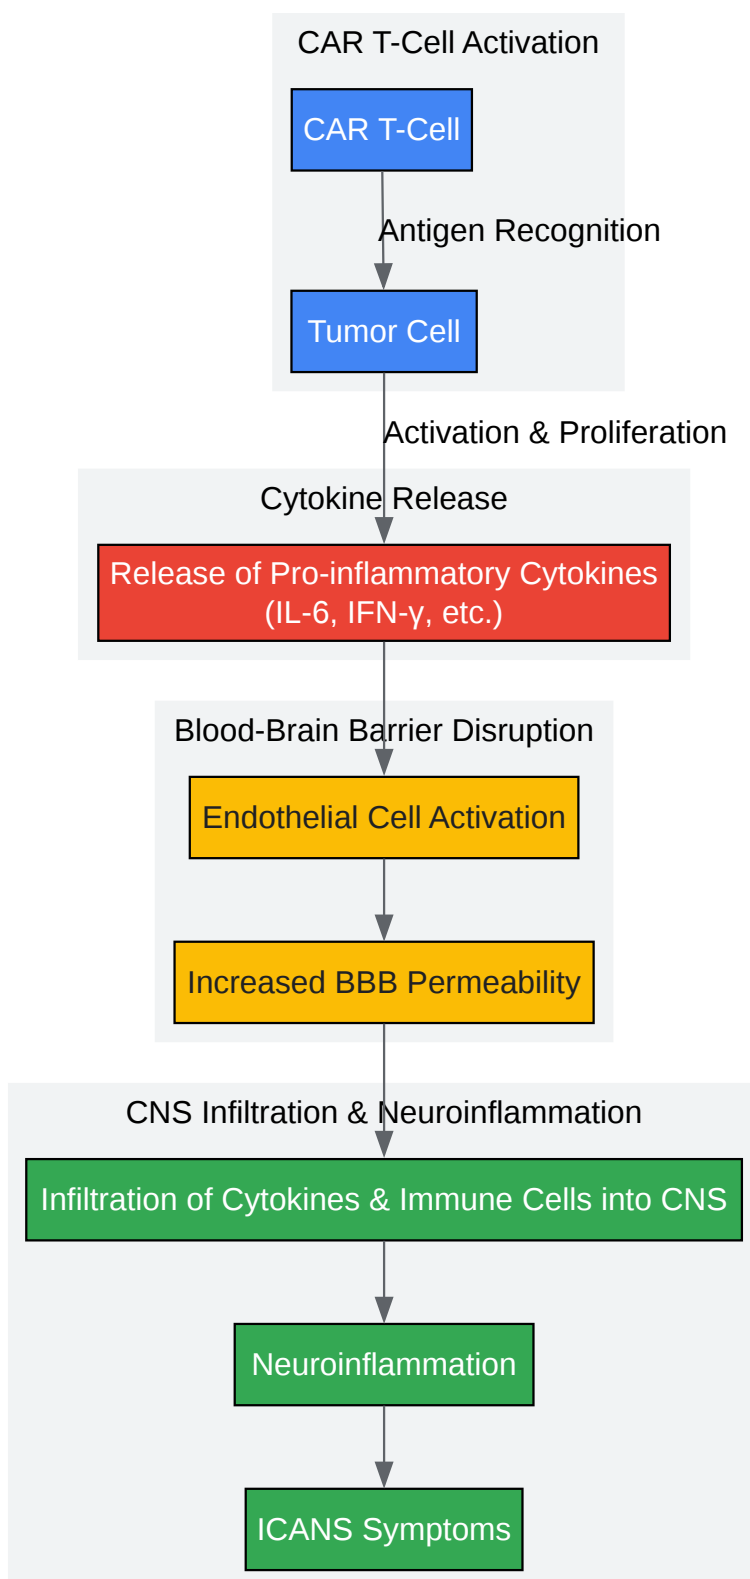 CAR T-Cell Activation
CAR T-Cell
Antigen Recognition
Tumor Cell
Activation & Proliferation
Cytokine Release
Release of Pro-inflammatory Cytokines
(IL-6, IFN-γ, etc.)
Blood-Brain Barrier Disruption
Endothelial Cell Activation
Increased BBB Permeability
CNS Infiltration & Neuroinflammation
Infiltration of Cytokines & Immune Cells into CNS
Neuroinflammation
ICANS Symptoms